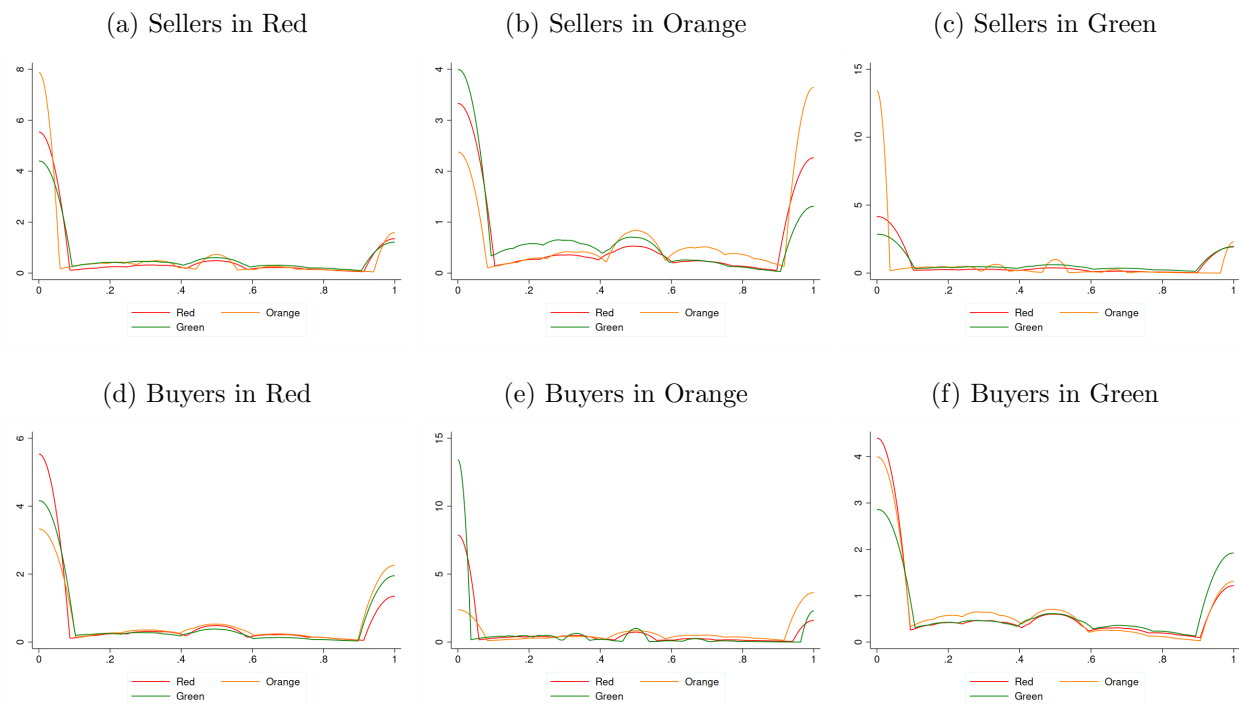 (a) Sellers in Red
(b) Sellers in Orange
(c) Sellers in Green
8
6
4
2
0
0 .2 .4 .6 .8 1
Red Orange
Green
4
3
2
1
0
0 .2 .4 .6 .8 1
Red Orange
Green
15
10
5
0
0 .2 .4 .6 .8 1
Red Orange
Green
(d) Buyers in Red
(e) Buyers in Orange
(f) Buyers in Green
6
4
2
0
0 .2 .4 .6 .8 1
Red Orange
Green
15
10
5
0
0 .2 .4 .6 .8 1
Red Orange
Green
4
3
2
1
0
0 .2 .4 .6 .8 1
Red Orange
Green